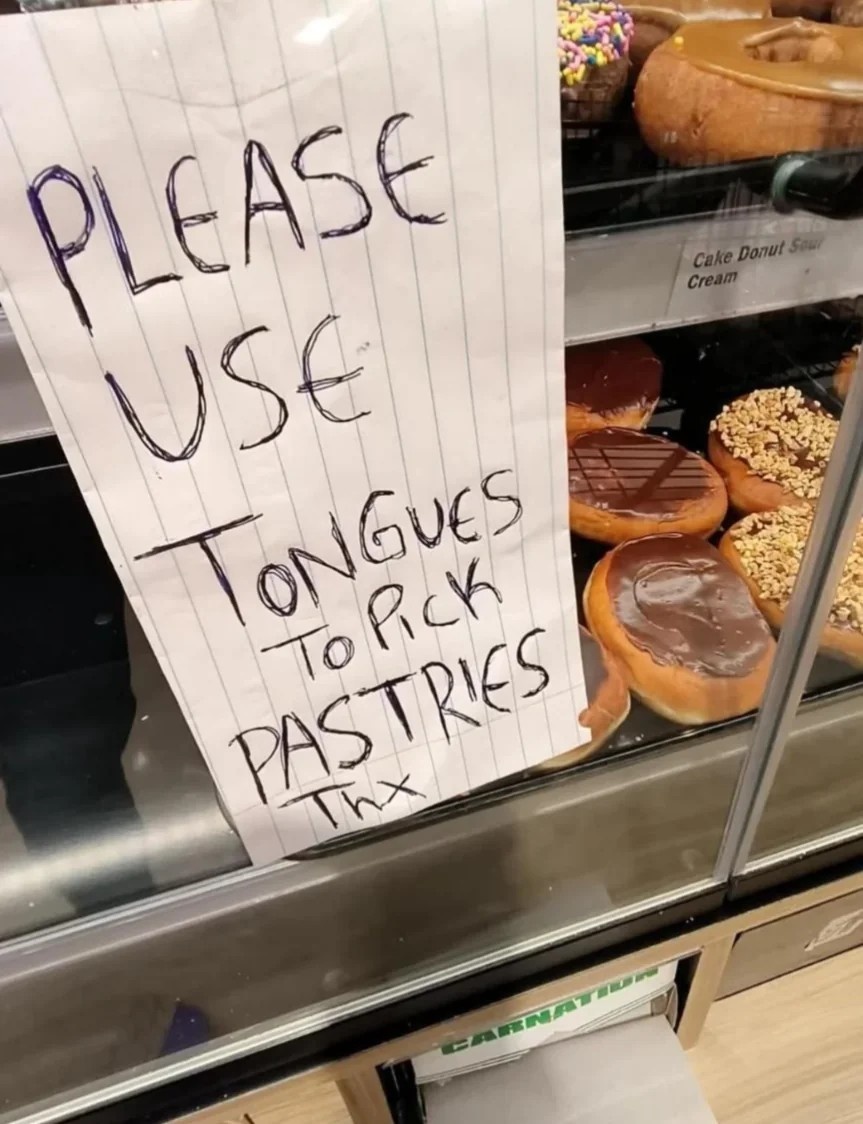 PLEASE
USE
TONGUES
TO PICK
PASTRIES
Thx
Cake Donut Sour
Cream
CARNATION